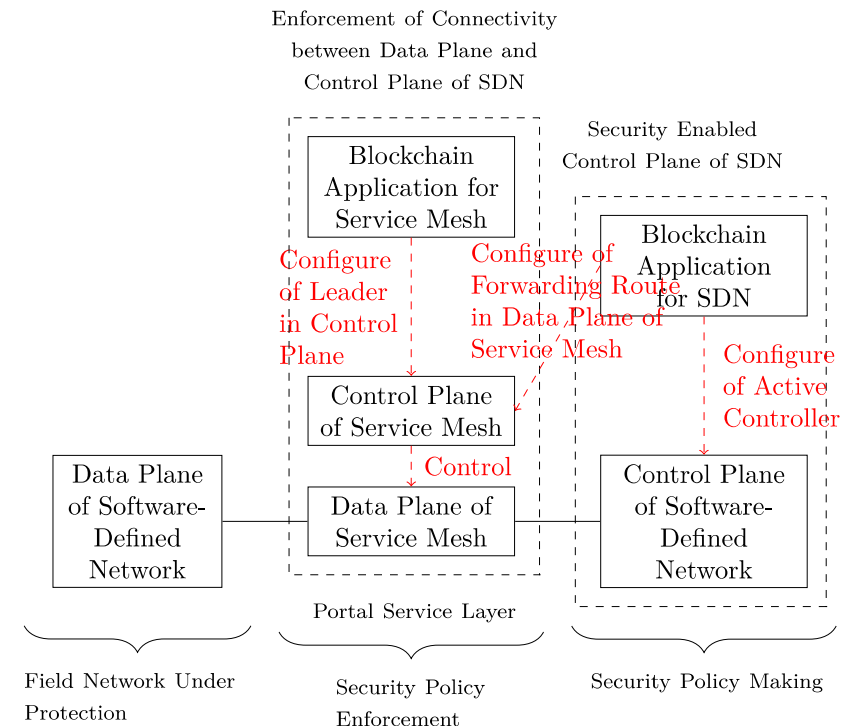 Enforcement of Connectivity
between Data Plane and
Control Plane of SDN
Security Enabled
Control Plane of SDN
Blockchain
Application for
Service Mesh
Blockchain
Application
for SDN
Configure
of Leader
in Control
Plane
Configure of
Forwarding Route
in Data Plane of
Service Mesh
Configure
of Active
Controller
Control Plane
of Service Mesh
Control
Data Plane
of Software-
Defined
Network
Data Plane of
Service Mesh
Control Plane
of Software-
Defined
Network
Portal Service Layer
Field Network Under
Protection
Security Policy
Enforcement
Security Policy Making